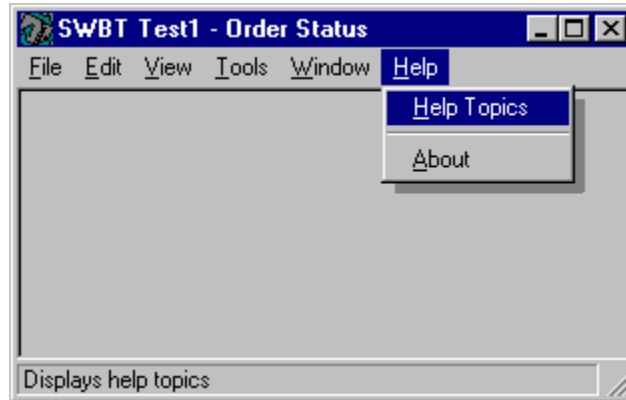 SWBT Test1 - Order Status
File Edit View Tools Window Help
Help Topics
About
Displays help topics